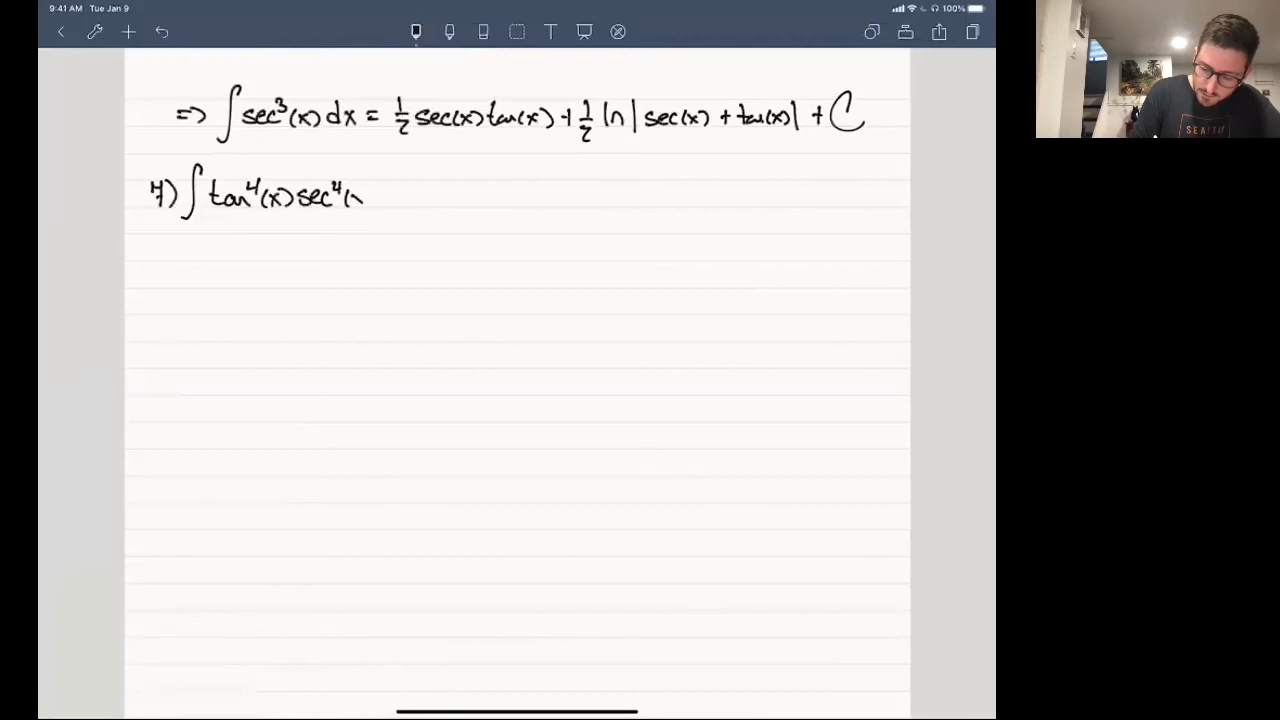 9:41 AM Tue Jan 9
100%
⇒ ∫ sec³(x) dx = 1/2 sec(x) tan(x) + 1/2 ln | sec(x) + tan(x) | + C
4) ∫ tan⁴(x) sec⁴(
SEATTL